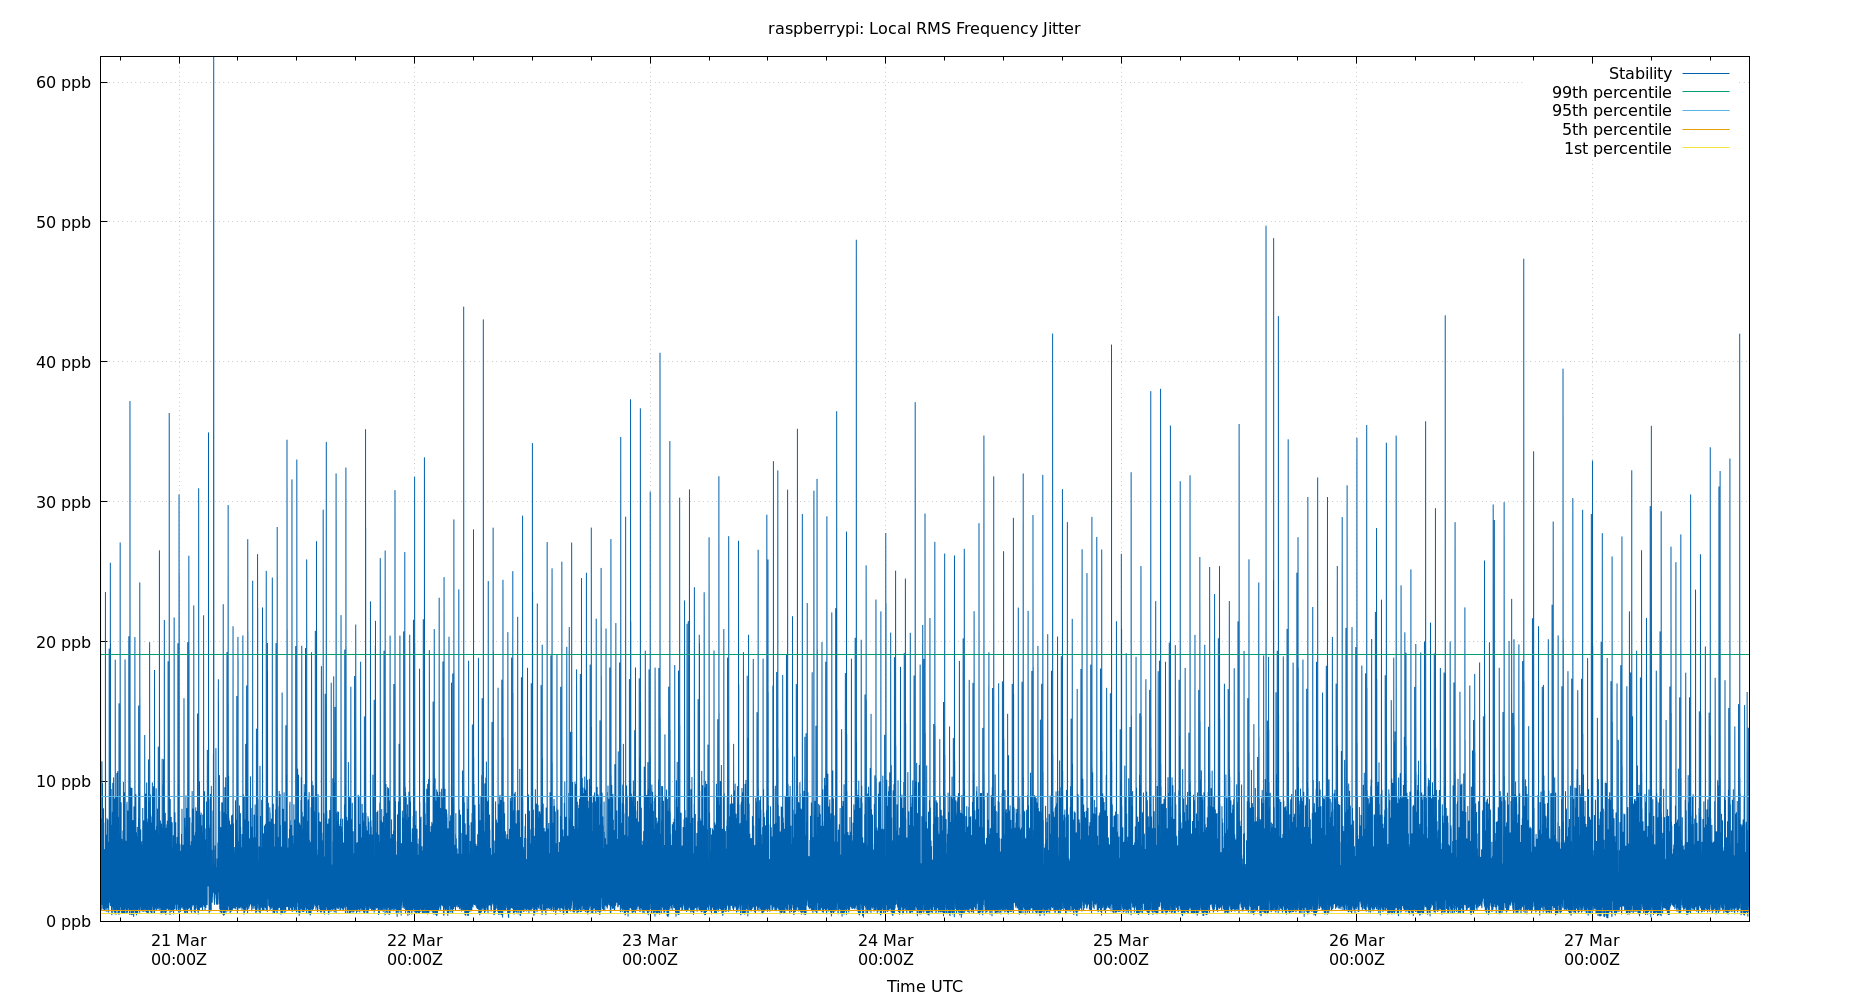 raspberrypi: Local RMS Frequency Jitter
Stability
99th percentile
95th percentile
5th percentile
1st percentile
60 ppb
50 ppb
40 ppb
30 ppb
20 ppb
10 ppb
0 ppb
21 Mar 22 Mar 23 Mar 24 Mar 25 Mar 26 Mar 27 Mar
00:00Z 00:00Z 00:00Z 00:00Z 00:00Z 00:00Z 00:00Z
Time UTC